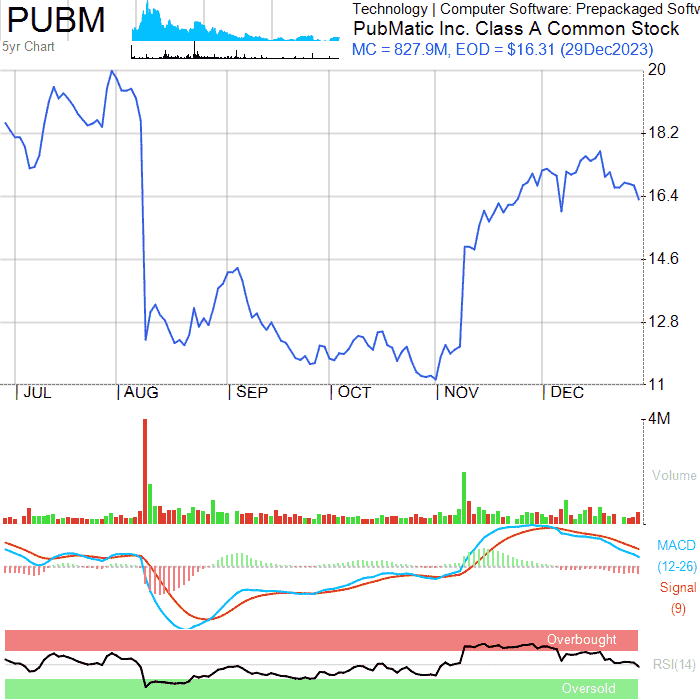 PUBM
5yr Chart
Technology | Computer Software: Prepackaged Softw
PubMatic Inc. Class A Common Stock
MC = 827.9M, EOD = $16.31 (29Dec2023)
20
18.2
16.4
14.6
12.8
11
JUL AUG SEP OCT NOV DEC
4M
Volume
MACD
(12-26)
Signal
(9)
Overbought
RSI(14)
Oversold